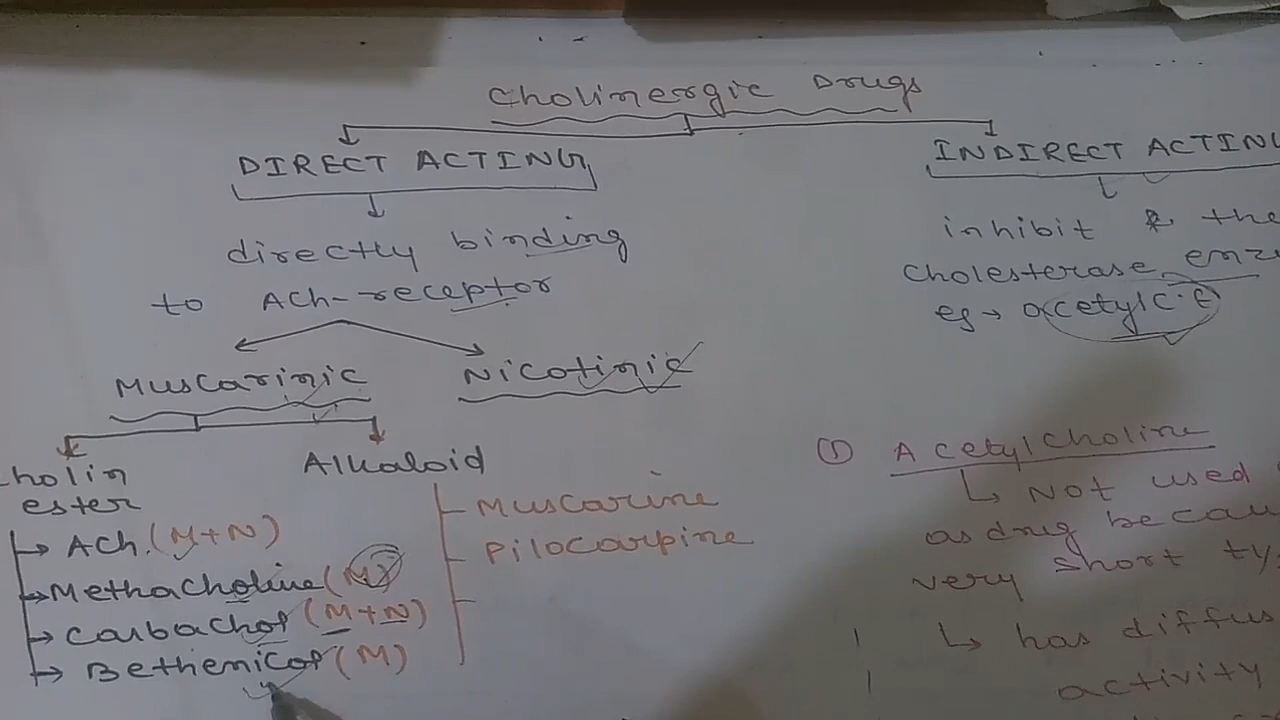 Cholinergic Drugs
DIRECT ACTING
directly binding
to ACh-receptor
Muscarinic
Nicotinic
cholin
ester
Alkaloid
ACh. (M+N)
Methacholine (M)
Carbachol (M+N)
Bethenicol (M)
Muscarine
Pilocarpine
INDIRECT ACTING
inhibit the
cholesterase enz
eg → acetylC.E
① Acetylcholine
↳ Not used
as drug becau
very short t
↳ has diffus
activity